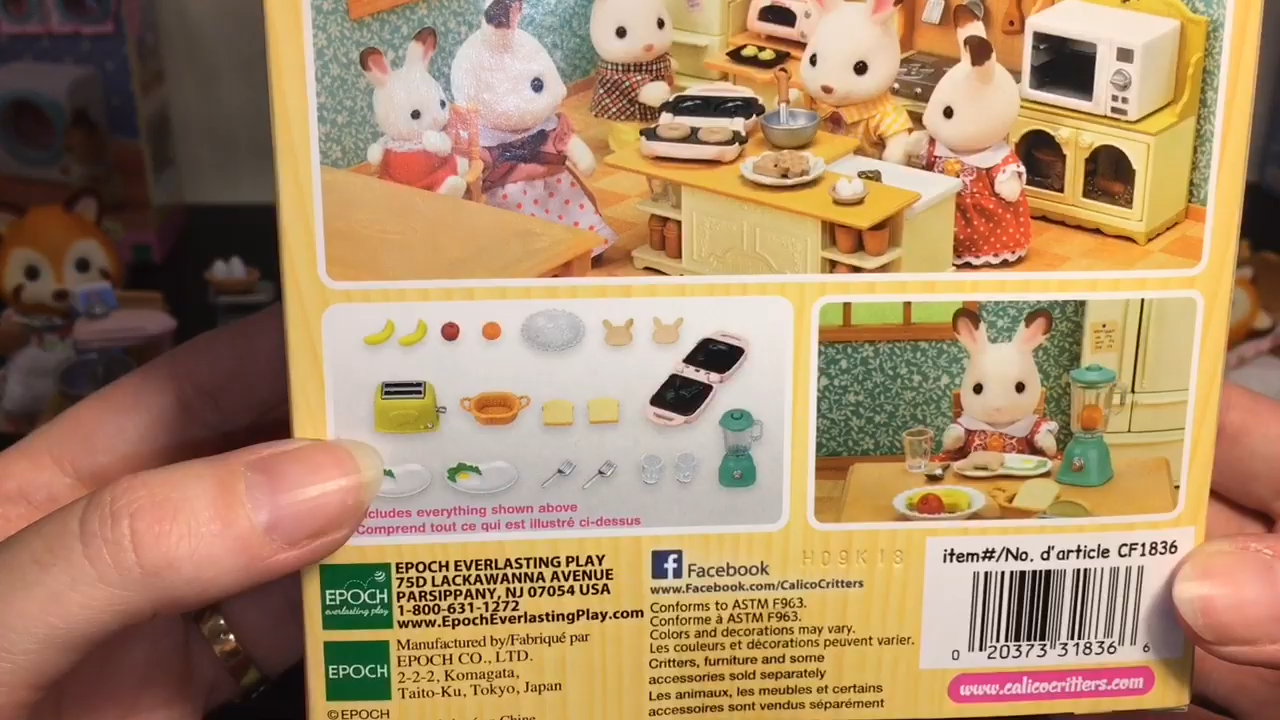 cludes everything shown above
Comprend tout ce qui est illustré ci-dessus
EPOCH
everlasting play
EPOCH EVERLASTING PLAY
75D LACKAWANNA AVENUE
PARSIPPANY, NJ 07054 USA
1-800-631-1272
www.EpochEverlastingPlay.com
EPOCH
Manufactured by/Fabriqué par
EPOCH CO., LTD.
2-2-2, Komagata,
Taito-Ku, Tokyo, Japan
©EPOCH
Facebook
www.Facebook.com/CalicoCritters
Conforms to ASTM F963.
Conforme à ASTM F963.
Colors and decorations may vary.
Les couleurs et décorations peuvent varier.
Critters, furniture and some
accessories sold separately
Les animaux, les meubles et certains
accessoires sont vendus séparément
H09K18
item#/No. d'article CF1836
0 20373 31836 6
www.calicocritters.com